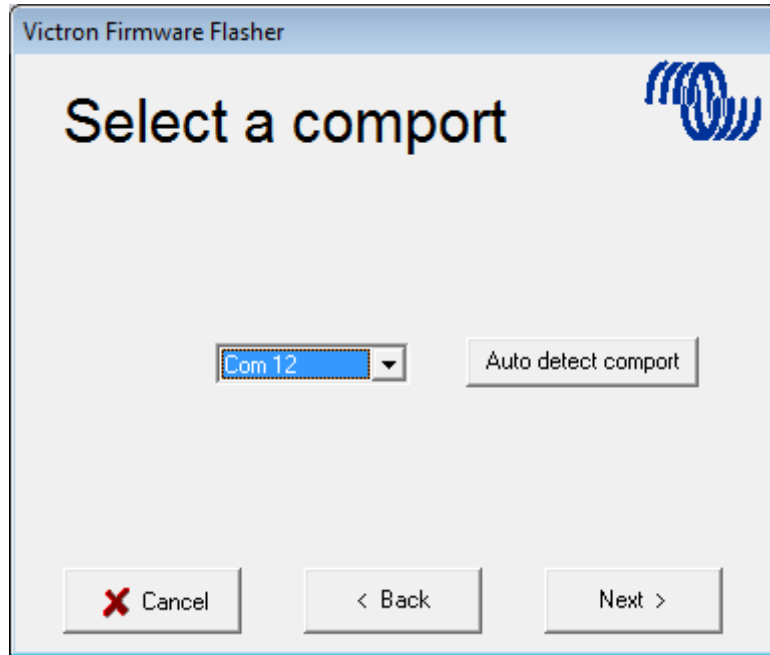 Victron Firmware Flasher
Select a comport
Com 12
Auto detect comport
Cancel
< Back
Next >